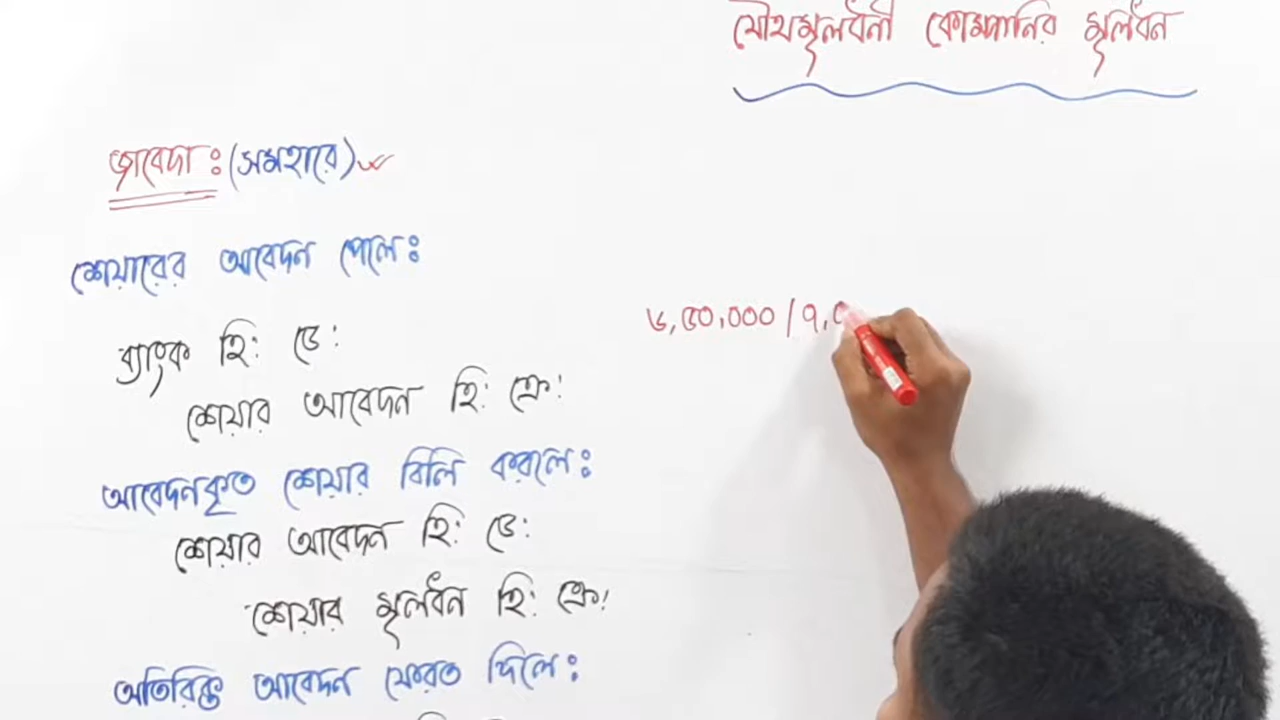 যৌথমূলধনী কোম্পানির মূলধন
জাবেদা ঃ (সমহারে)
শেয়ারের আবেদন পেলে ঃ
ব্যাংক হি: ডে:
শেয়ার আবেদন হি: ক্রে:
৬,৫০,০০০ / ৭,০
আবেদনকৃত শেয়ার বিলি করলে ঃ
শেয়ার আবেদন হি: ডে:
শেয়ার মূলধন হি: ক্রে:
অতিরিক্ত আবেদন ফেরত দিলে ঃ